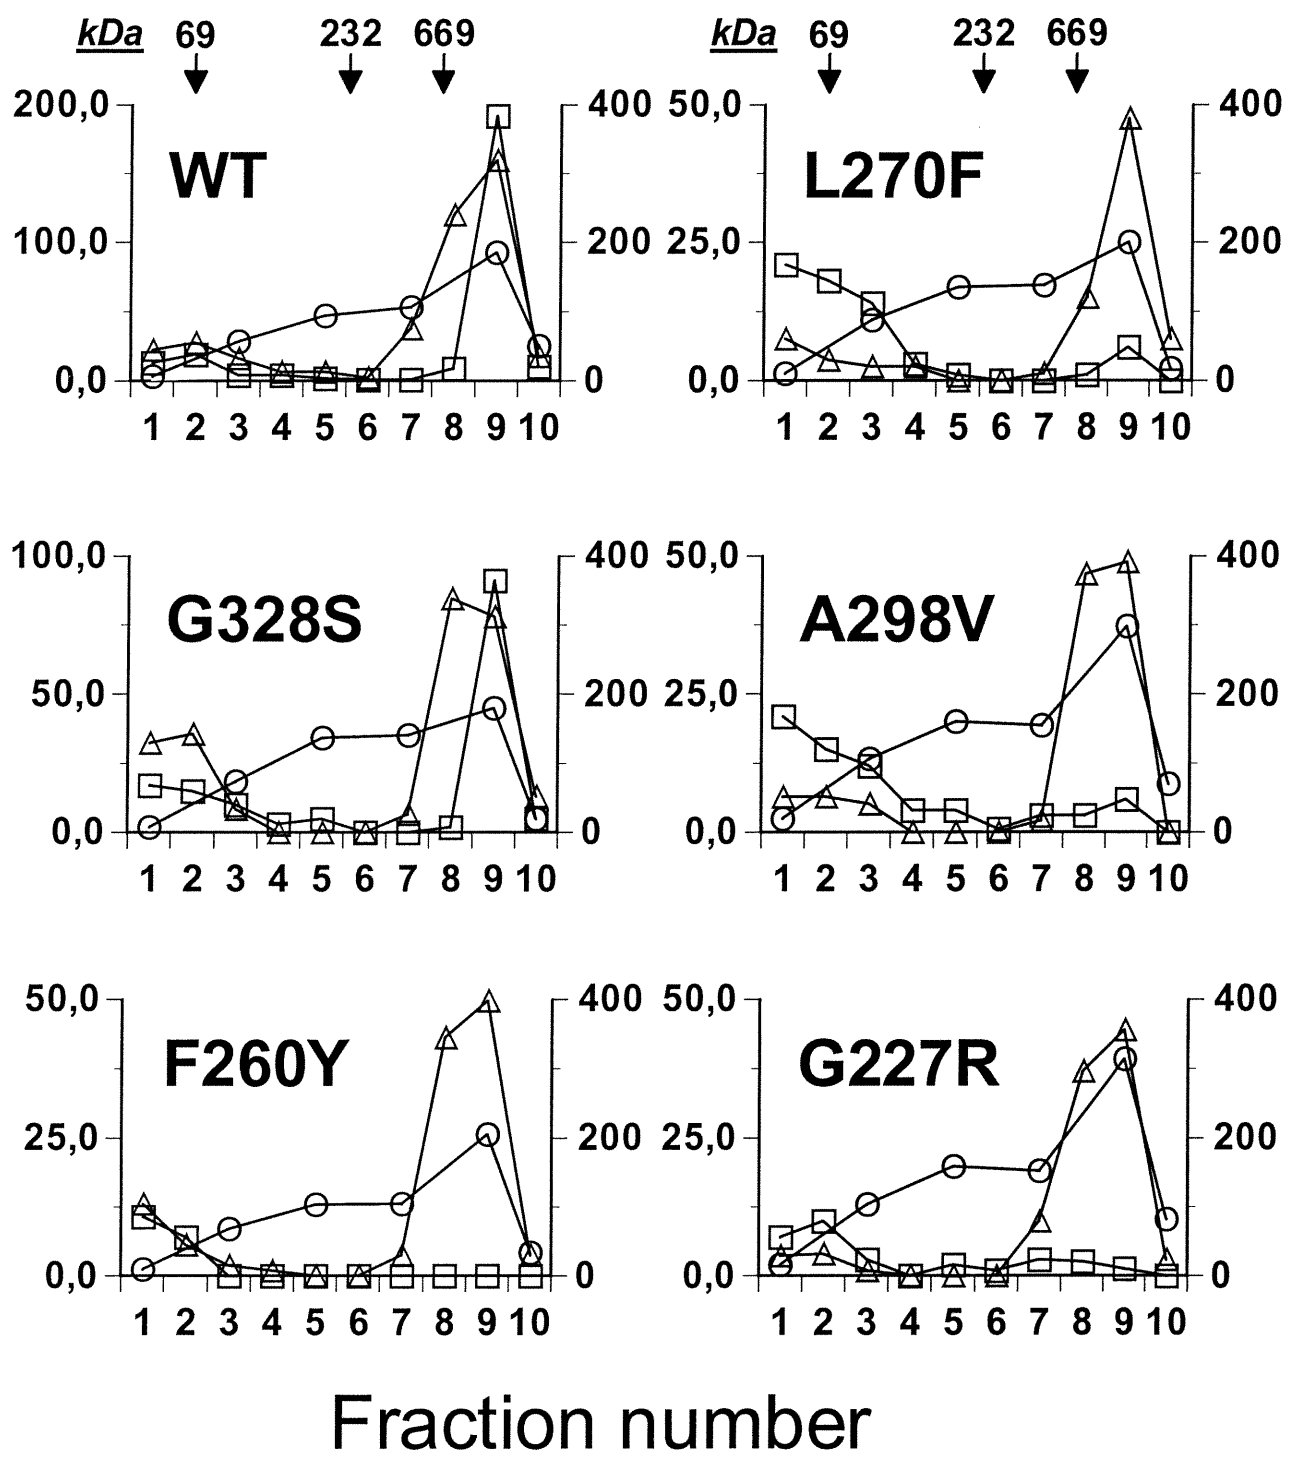 kDa 69 232 669 kDa 69 232 669
200,0 400 50,0 400
WT L270F
100,0 200 25,0 200
0,0 0 0,0 0
1 2 3 4 5 6 7 8 9 10 1 2 3 4 5 6 7 8 9 10
100,0 400 50,0 400
G328S A298V
50,0 200 25,0 200
0,0 0 0,0 0
1 2 3 4 5 6 7 8 9 10 1 2 3 4 5 6 7 8 9 10
50,0 400 50,0 400
F260Y G227R
25,0 200 25,0 200
0,0 0 0,0 0
1 2 3 4 5 6 7 8 9 10 1 2 3 4 5 6 7 8 9 10
Fraction number